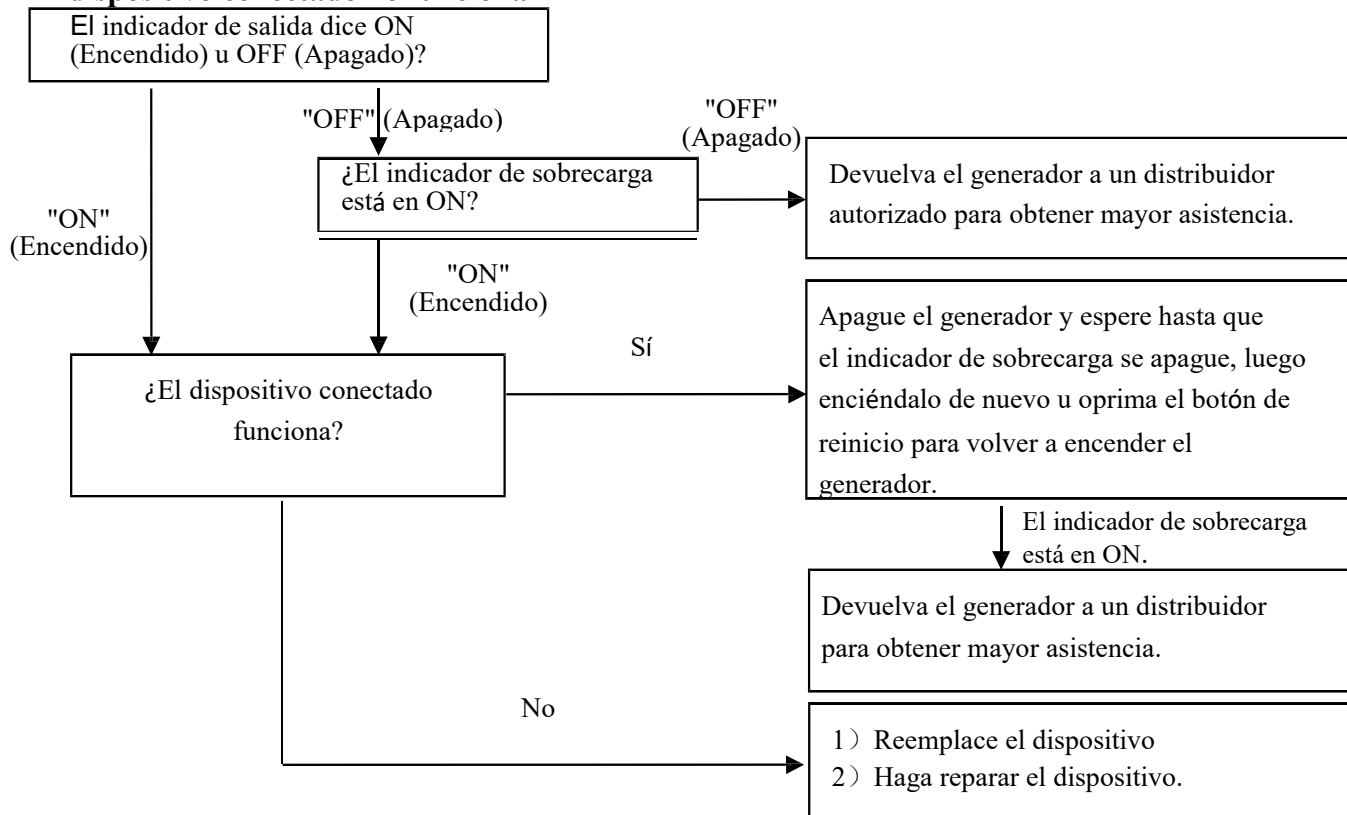 El indicador de salida dice ON
(Encendido) u OFF (Apagado)?
"OFF" (Apagado)
"OFF"
(Apagado)
¿El indicador de sobrecarga
está en ON?
Devuelva el generador a un distribuidor
autorizado para obtener mayor asistencia.
"ON"
(Encendido)
"ON"
(Encendido)
¿El dispositivo conectado
funciona?
Sí
Apague el generador y espere hasta que
el indicador de sobrecarga se apague, luego
enciéndalo de nuevo u oprima el botón de
reinicio para volver a encender el
generador.
El indicador de sobrecarga
está en ON.
Devuelva el generador a un distribuidor
para obtener mayor asistencia.
No
1）Reemplace el dispositivo
2）Haga reparar el dispositivo.